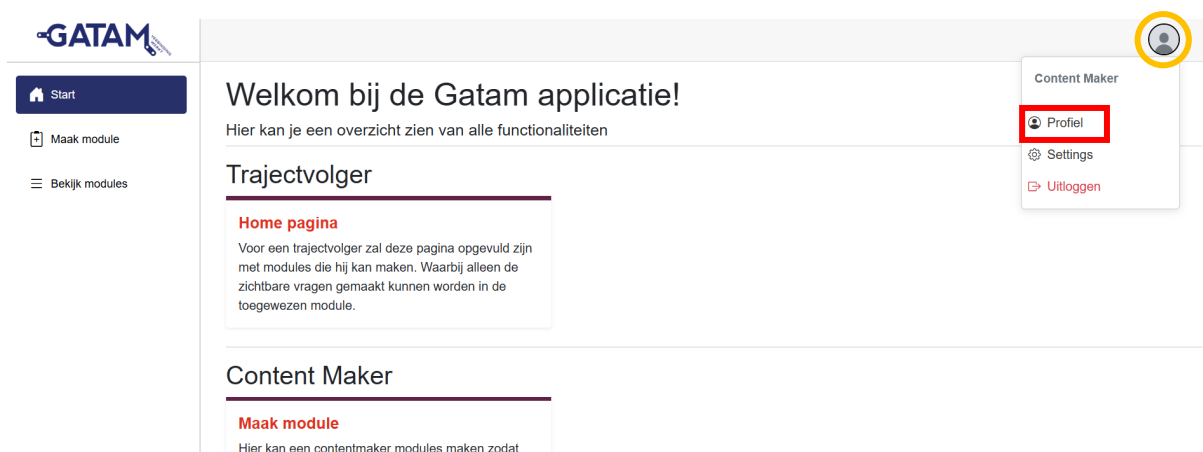 GATAM
Start
Maak module
Bekijk modules
Welkom bij de Gatam applicatie!
Hier kan je een overzicht zien van alle functionaliteiten
Content Maker
Profiel
Settings
Uitloggen
Trajectvolger
Home pagina
Voor een trajectvolger zal deze pagina opgevuld zijn
met modules die hij kan maken. Waarbij alleen de
zichtbare vragen gemaakt kunnen worden in de
toegewezen module.
Content Maker
Maak module
Hier kan een contentmaker modules maken zodat